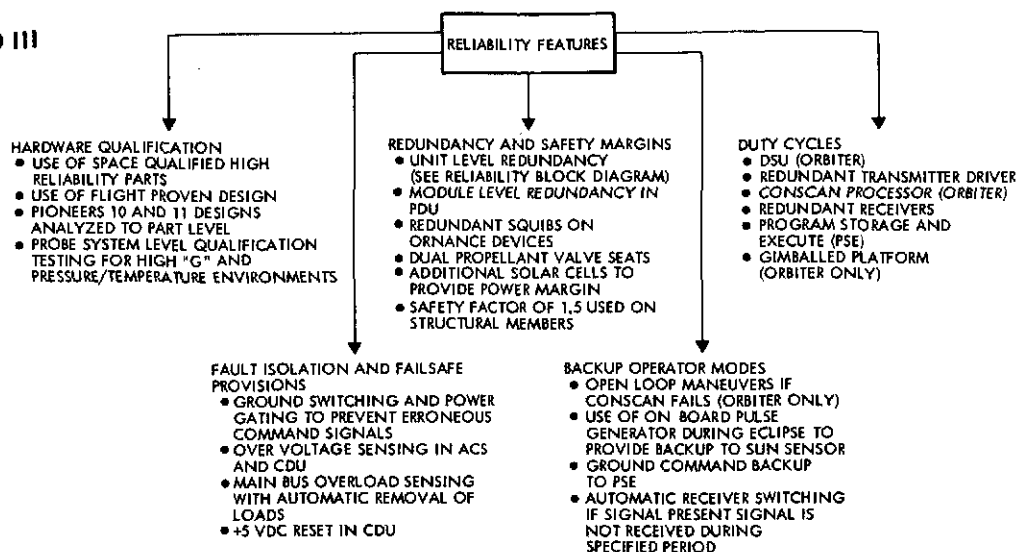 III
RELIABILITY FEATURES
HARDWARE QUALIFICATION
● USE OF SPACE QUALIFIED HIGH
RELIABILITY PARTS
● USE OF FLIGHT PROVEN DESIGN
● PIONEERS 10 AND 11 DESIGNS
ANALYZED TO PART LEVEL
● PROBE SYSTEM LEVEL QUALIFICATION
TESTING FOR HIGH "G" AND
PRESSURE/TEMPERATURE ENVIRONMENTS
REDUNDANCY AND SAFETY MARGINS
● UNIT LEVEL REDUNDANCY
(SEE RELIABILITY BLOCK DIAGRAM)
● MODULE LEVEL REDUNDANCY IN
PDU
● REDUNDANT SQUIBS ON
ORNANCE DEVICES
● DUAL PROPELLANT VALVE SEATS
● ADDITIONAL SOLAR CELLS TO
PROVIDE POWER MARGIN
● SAFETY FACTOR OF 1.5 USED ON
STRUCTURAL MEMBERS
DUTY CYCLES
● DSU (ORBITER)
● REDUNDANT TRANSMITTER DRIVER
● CONSCAN PROCESSOR (ORBITER)
● REDUNDANT RECEIVERS
● PROGRAM STORAGE AND
EXECUTE (PSE)
● GIMBALLED PLATFORM
(ORBITER ONLY)
FAULT ISOLATION AND FAILSAFE
PROVISIONS
● GROUND SWITCHING AND POWER
GATING TO PREVENT ERRONEOUS
COMMAND SIGNALS
● OVER VOLTAGE SENSING IN ACS
AND CDU
● MAIN BUS OVERLOAD SENSING
WITH AUTOMATIC REMOVAL OF
LOADS
● +5 VDC RESET IN CDU
BACKUP OPERATOR MODES
● OPEN LOOP MANEUVERS IF
CONSCAN FAILS (ORBITER ONLY)
● USE OF ON BOARD PULSE
GENERATOR DURING ECLIPSE TO
PROVIDE BACKUP TO SUN SENSOR
● GROUND COMMAND BACKUP
TO PSE
● AUTOMATIC RECEIVER SWITCHING
IF SIGNAL PRESENT SIGNAL IS
NOT RECEIVED DURING
SPECIFIED PERIOD